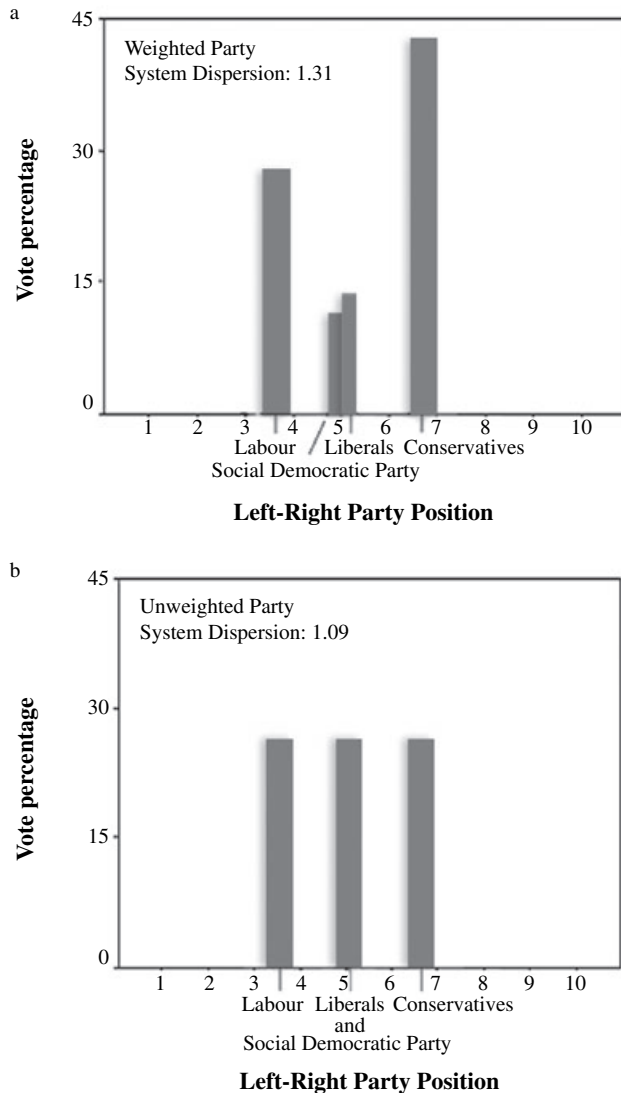 a
45
Weighted Party
System Dispersion: 1.31
30
Vote percentage
15
0
1 2 3 4 5 6 7 8 9 10
Labour Liberals Conservatives
Social Democratic Party
Left-Right Party Position
b
45
Unweighted Party
System Dispersion: 1.09
30
Vote percentage
15
0
1 2 3 4 5 6 7 8 9 10
Labour Liberals Conservatives
and
Social Democratic Party
Left-Right Party Position